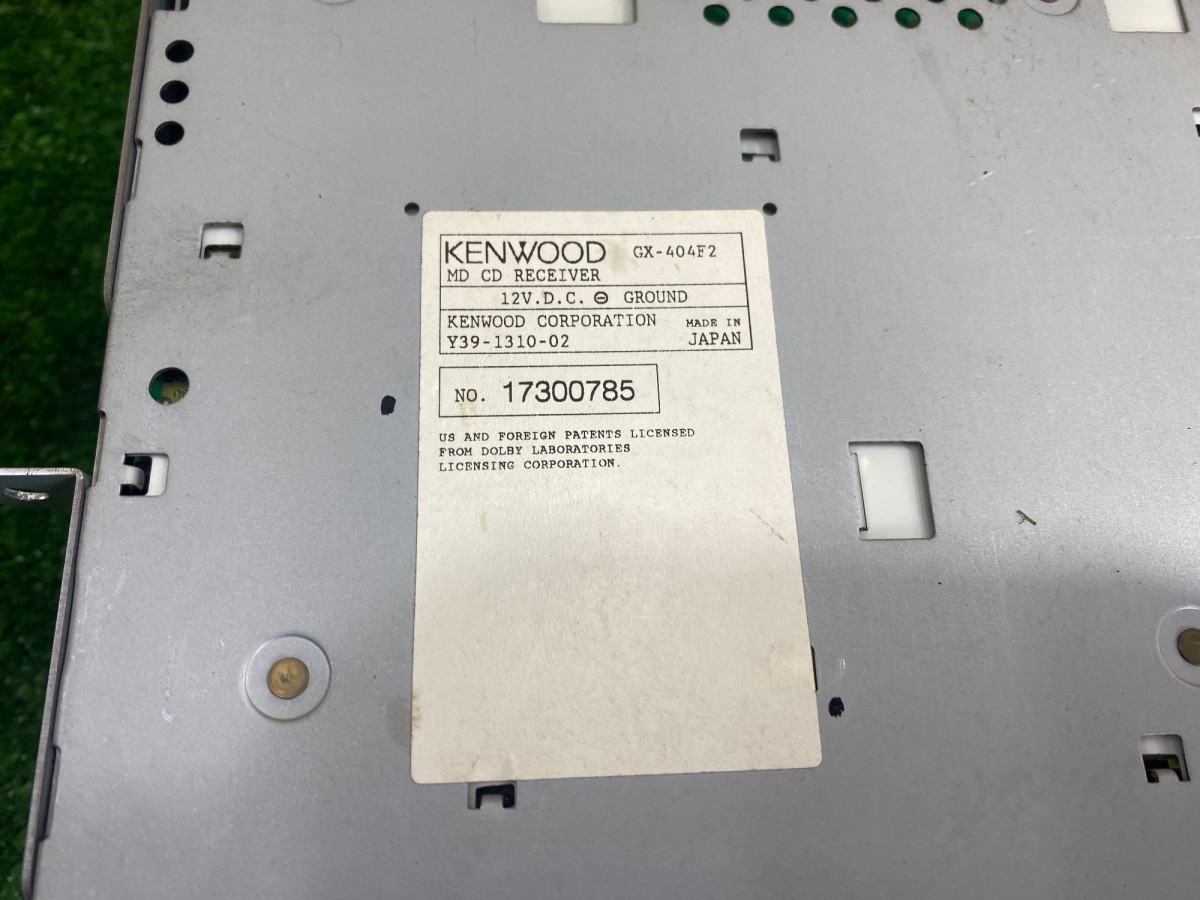 KENWOOD GX-404F2
MD CD RECEIVER
12V.D.C. ⊖ GROUND
KENWOOD CORPORATION MADE IN
Y39-1310-02 JAPAN
NO. 17300785
US AND FOREIGN PATENTS LICENSED
FROM DOLBY LABORATORIES
LICENSING CORPORATION.